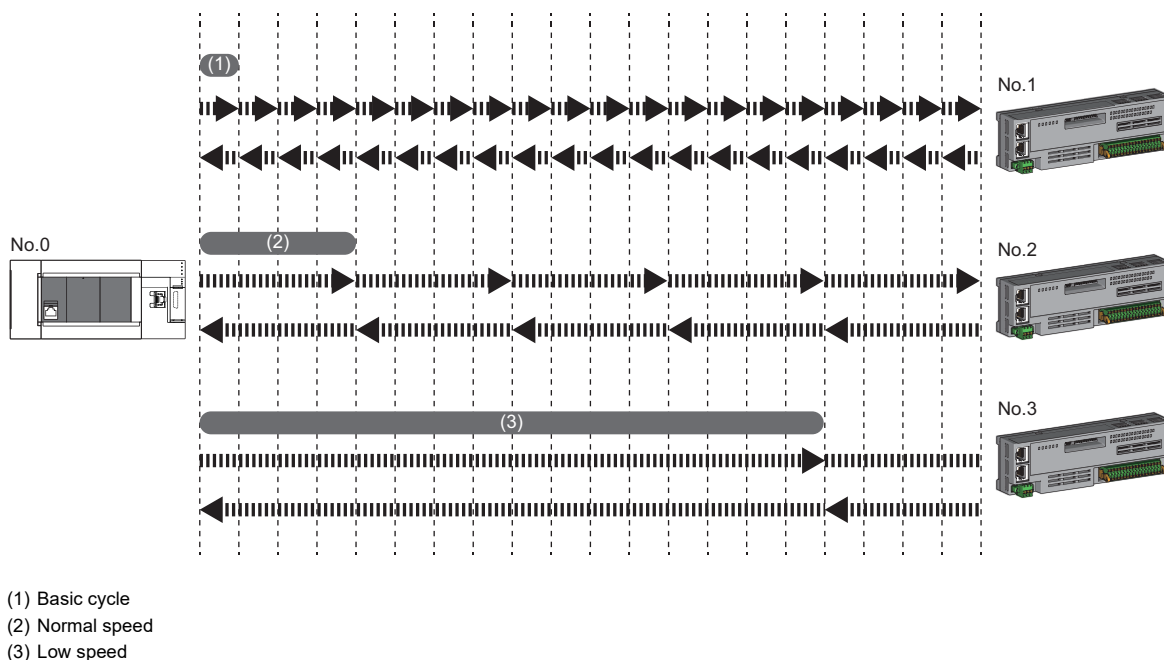 (1)
No.1
No.0
(2)
No.2
(3)
No.3
(1) Basic cycle
(2) Normal speed
(3) Low speed